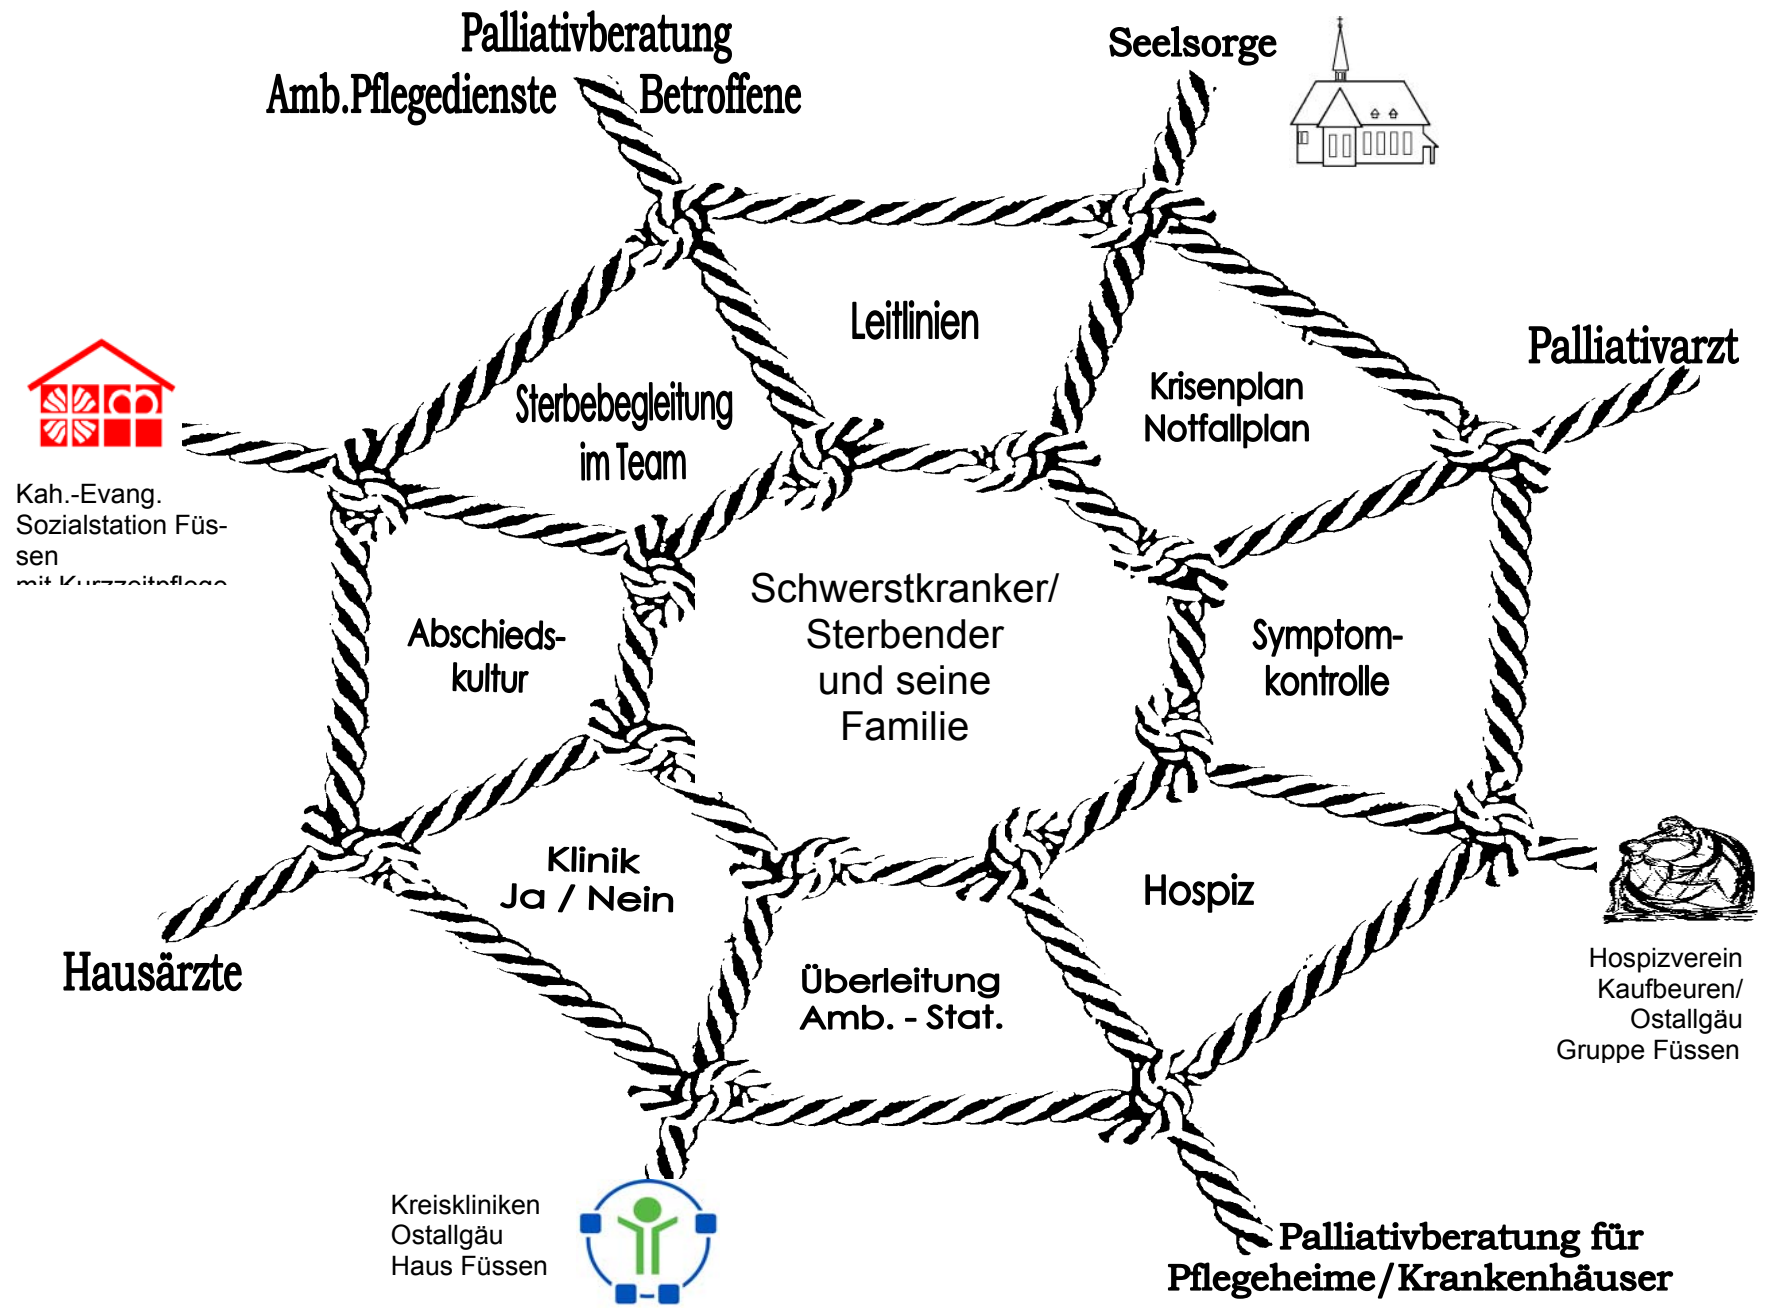 Palliativberatung
Amb.Pflegedienste
Betroffene
Seelsorge
Leitlinien
Palliativarzt
Krisenplan
Notfallplan
Sterbebegleitung
im Team
Kah.-Evang.
Sozialstation Füs-
sen
mit Kurzzeitpflege
Schwerstkranker/
Sterbender
und seine
Familie
Abschieds-
kultur
Symptom-
kontrolle
Klinik
Ja / Nein
Hospiz
Hausärzte
Überleitung
Amb. - Stat.
Hospizverein
Kaufbeuren/
Ostallgäu
Gruppe Füssen
Kreiskliniken
Ostallgäu
Haus Füssen
Palliativberatung für
Pflegeheime/Krankenhäuser